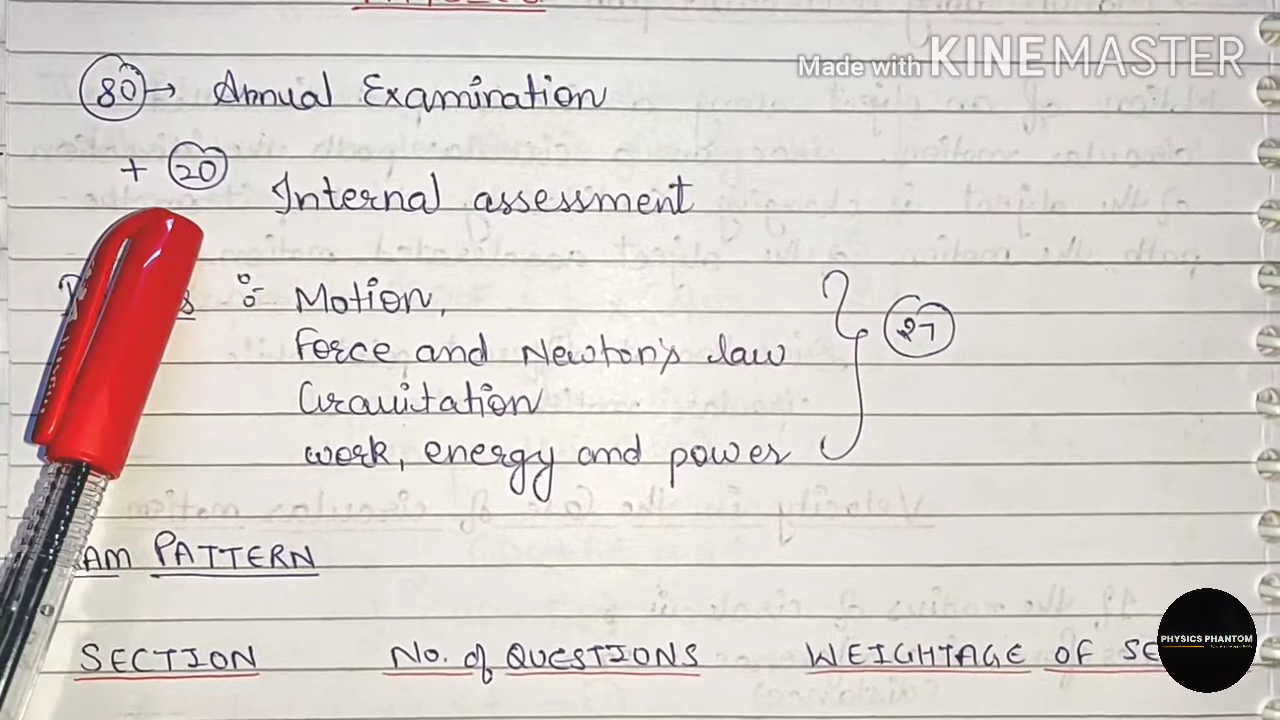 Made with KINEMASTER
80 → Annual Examination
+ 20
Internal assessment
: Motion,
Force and Newton's law
Gravitation
27
work, energy and power
AM PATTERN
SECTION No. of QUESTIONS WEIGHTAGE OF SE
PHYSICS PHANTOM